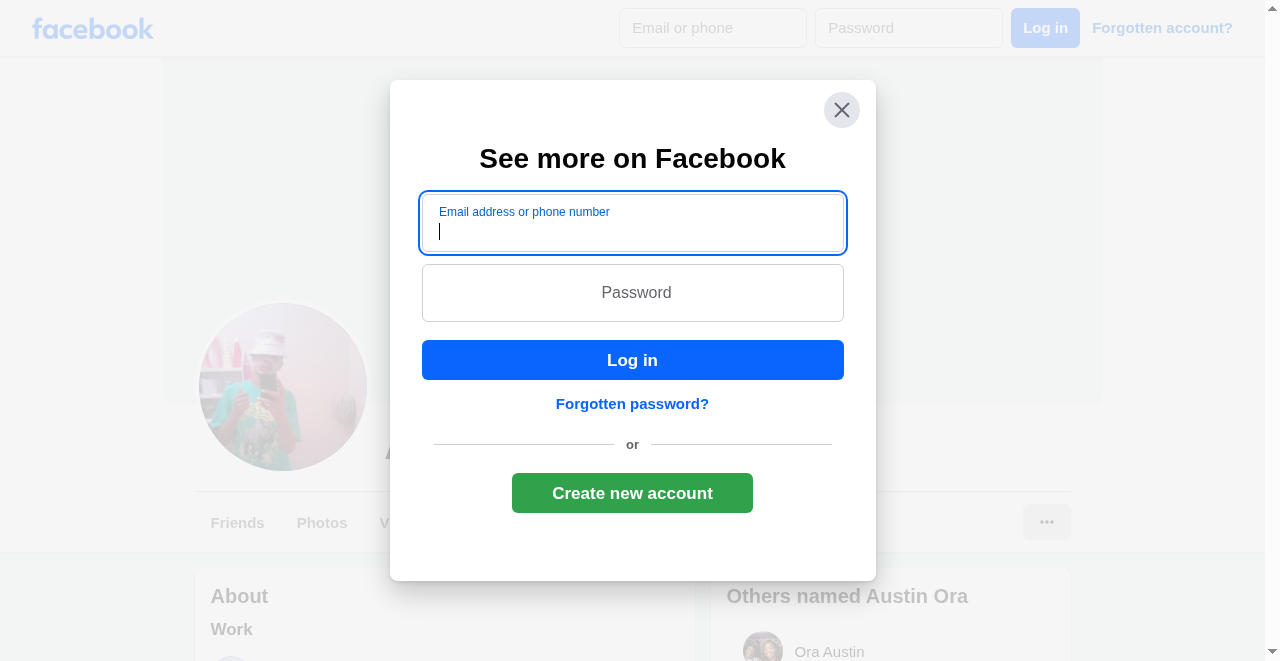 facebook
Email or phone
Password
Log in
Forgotten account?
See more on Facebook
Email address or phone number
Password
Log in
Forgotten password?
or
Create new account
Friends
Photos
About
Others named Austin Ora
Work
Ora Austin